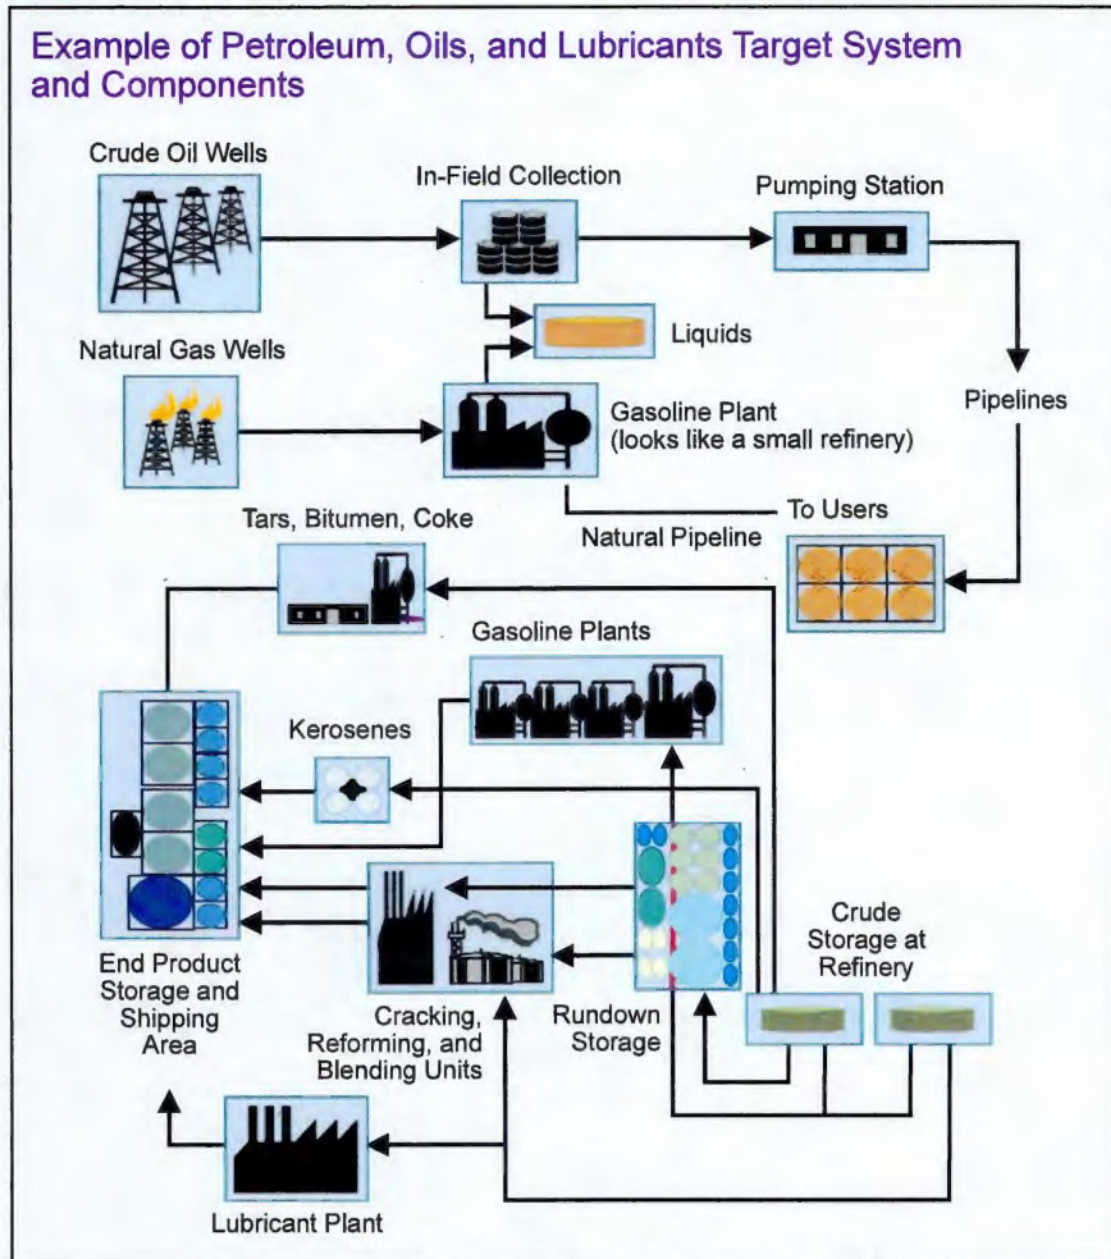 Example of Petroleum, Oils, and Lubricants Target System
and Components
Crude Oil Wells
In-Field Collection
Pumping Station
Liquids
Natural Gas Wells
Pipelines
Gasoline Plant
(looks like a small refinery)
Tars, Bitumen, Coke
To Users
Natural Pipeline
Gasoline Plants
Kerosenes
Crude
Storage at
Refinery
End Product
Storage and
Shipping
Area
Cracking,
Reforming, and
Blending Units
Rundown
Storage
Lubricant Plant